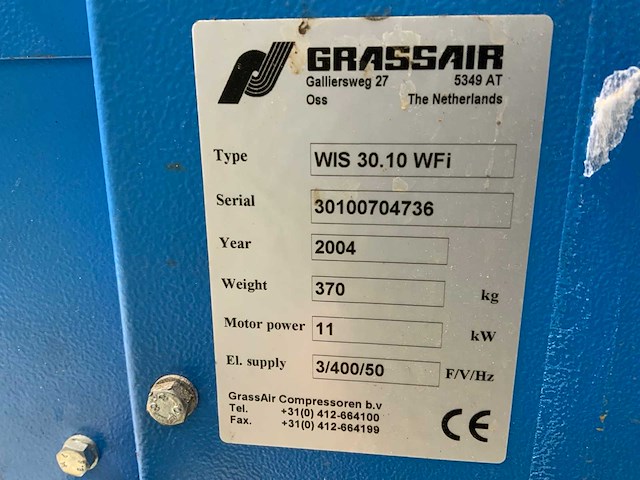 GRASSAIR
Galliersweg 27 5349 AT
Oss The Netherlands
Type WIS 30.10 WFi
Serial 30100704736
Year 2004
Weight 370 kg
Motor power 11 kW
El. supply 3/400/50 F/V/Hz
GrassAir Compressoren b.v
Tel. +31(0) 412-664100
Fax. +31(0) 412-664199
CE